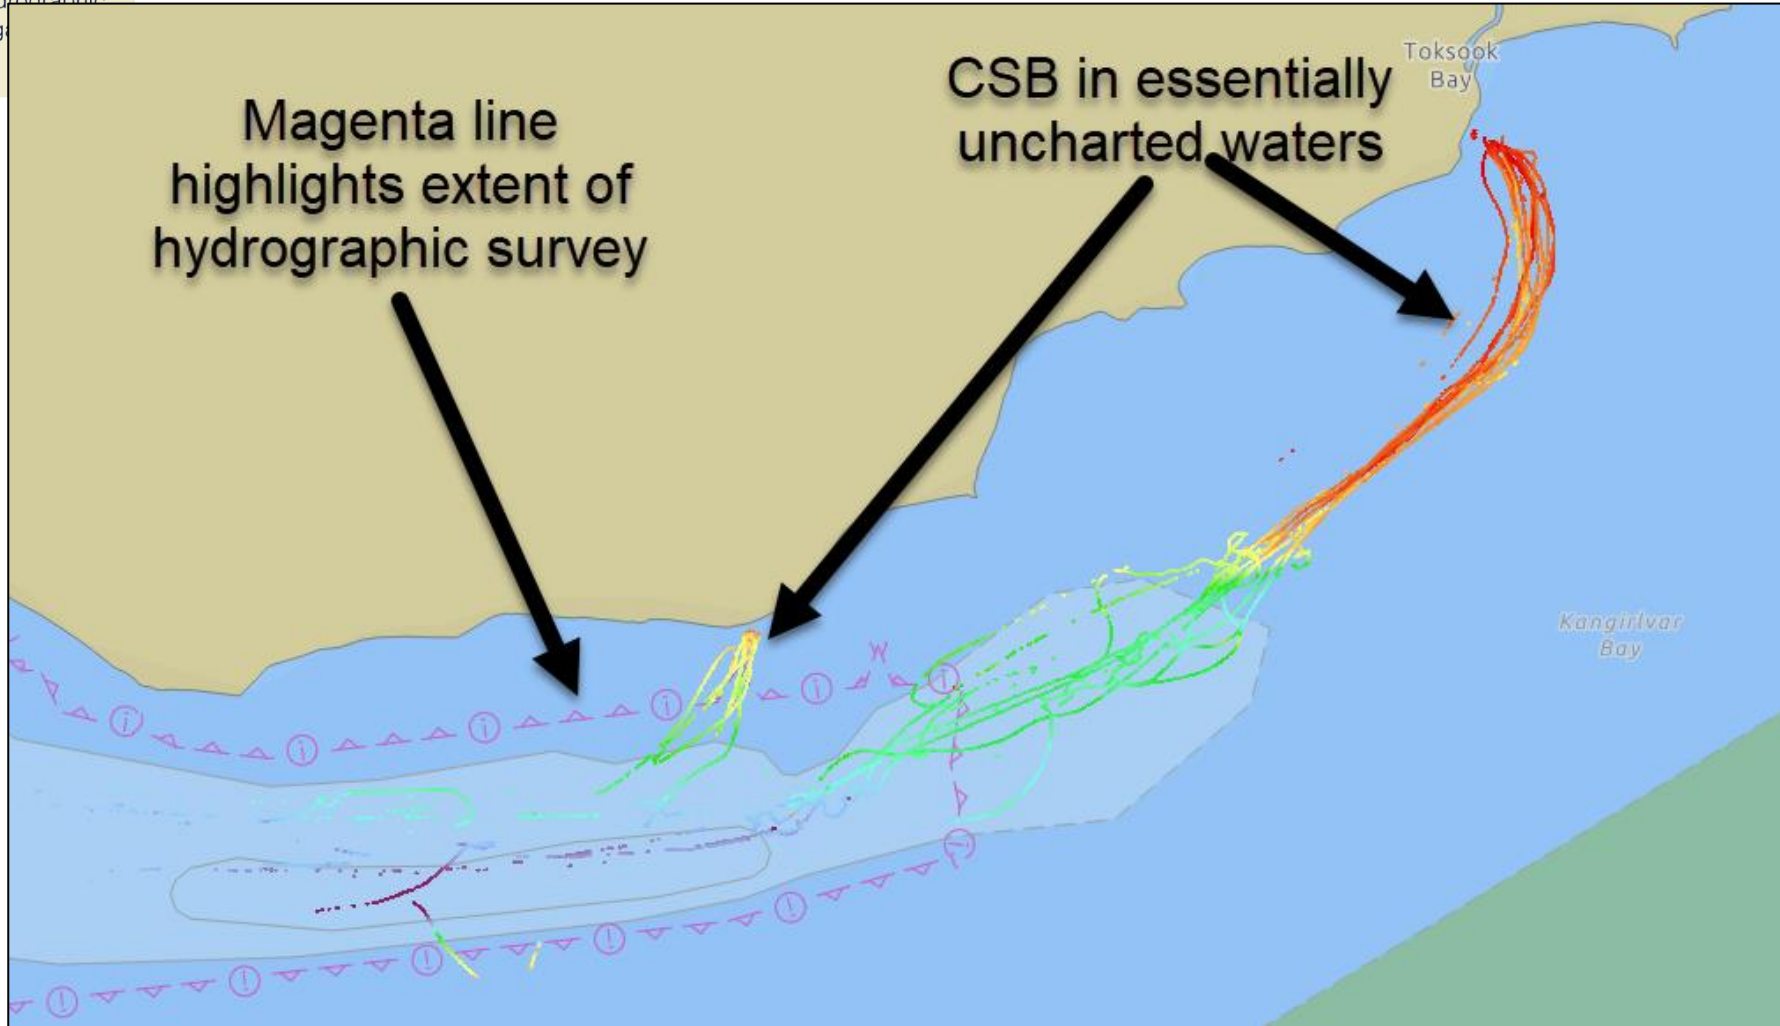 Magenta line
highlights extent of
hydrographic survey
CSB in essentially
uncharted waters
Toksook
Bay
Kangirlvar
Bay